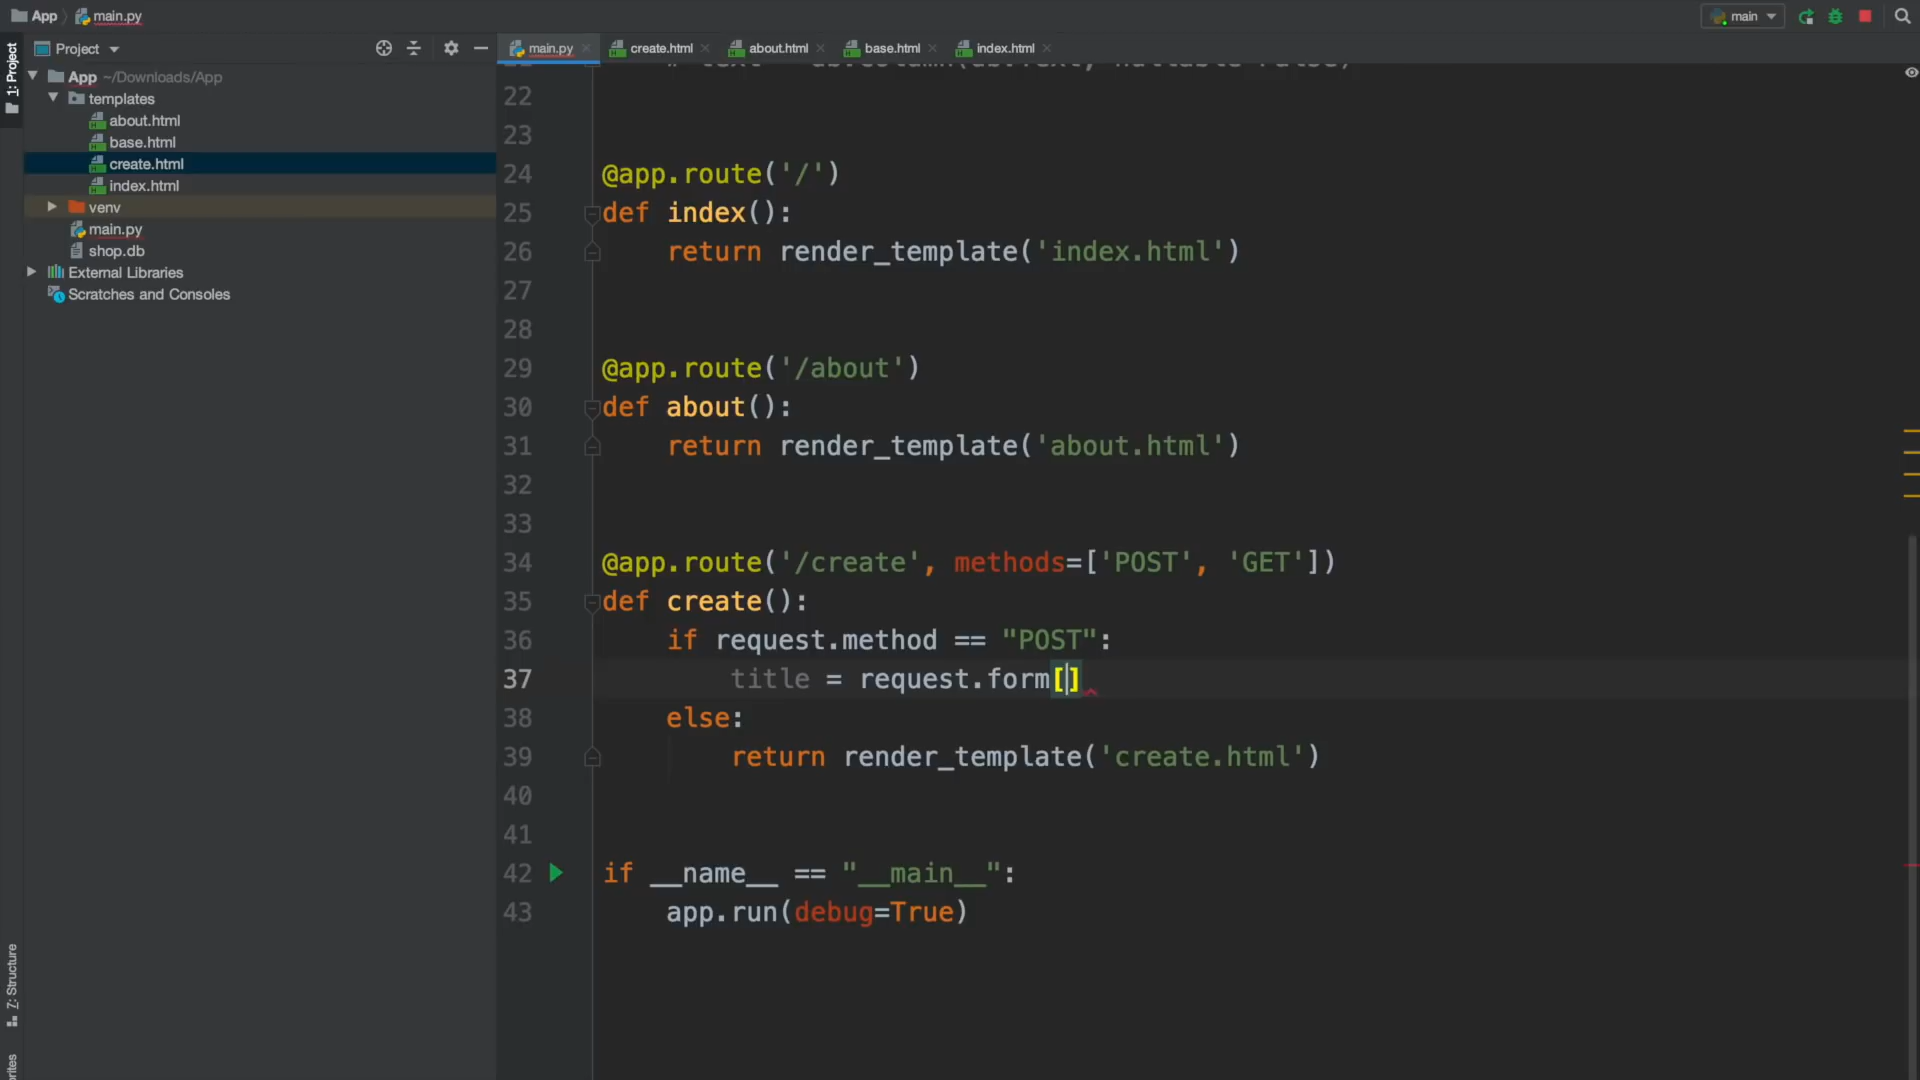 App main.py
main
1: Project
Project
main.py
create.html
about.html
base.html
index.html
App ~/Downloads/App
templates
about.html
base.html
create.html
index.html
venv
main.py
shop.db
External Libraries
Scratches and Consoles
22
23
24 @app.route('/')
25 def index():
26 return render_template('index.html')
27
28
29 @app.route('/about')
30 def about():
31 return render_template('about.html')
32
33
34 @app.route('/create', methods=['POST', 'GET'])
35 def create():
36 if request.method == "POST":
37 title = request.form[]
38 else:
39 return render_template('create.html')
40
41
42 if __name__ == "__main__":
43 app.run(debug=True)
Z: Structure